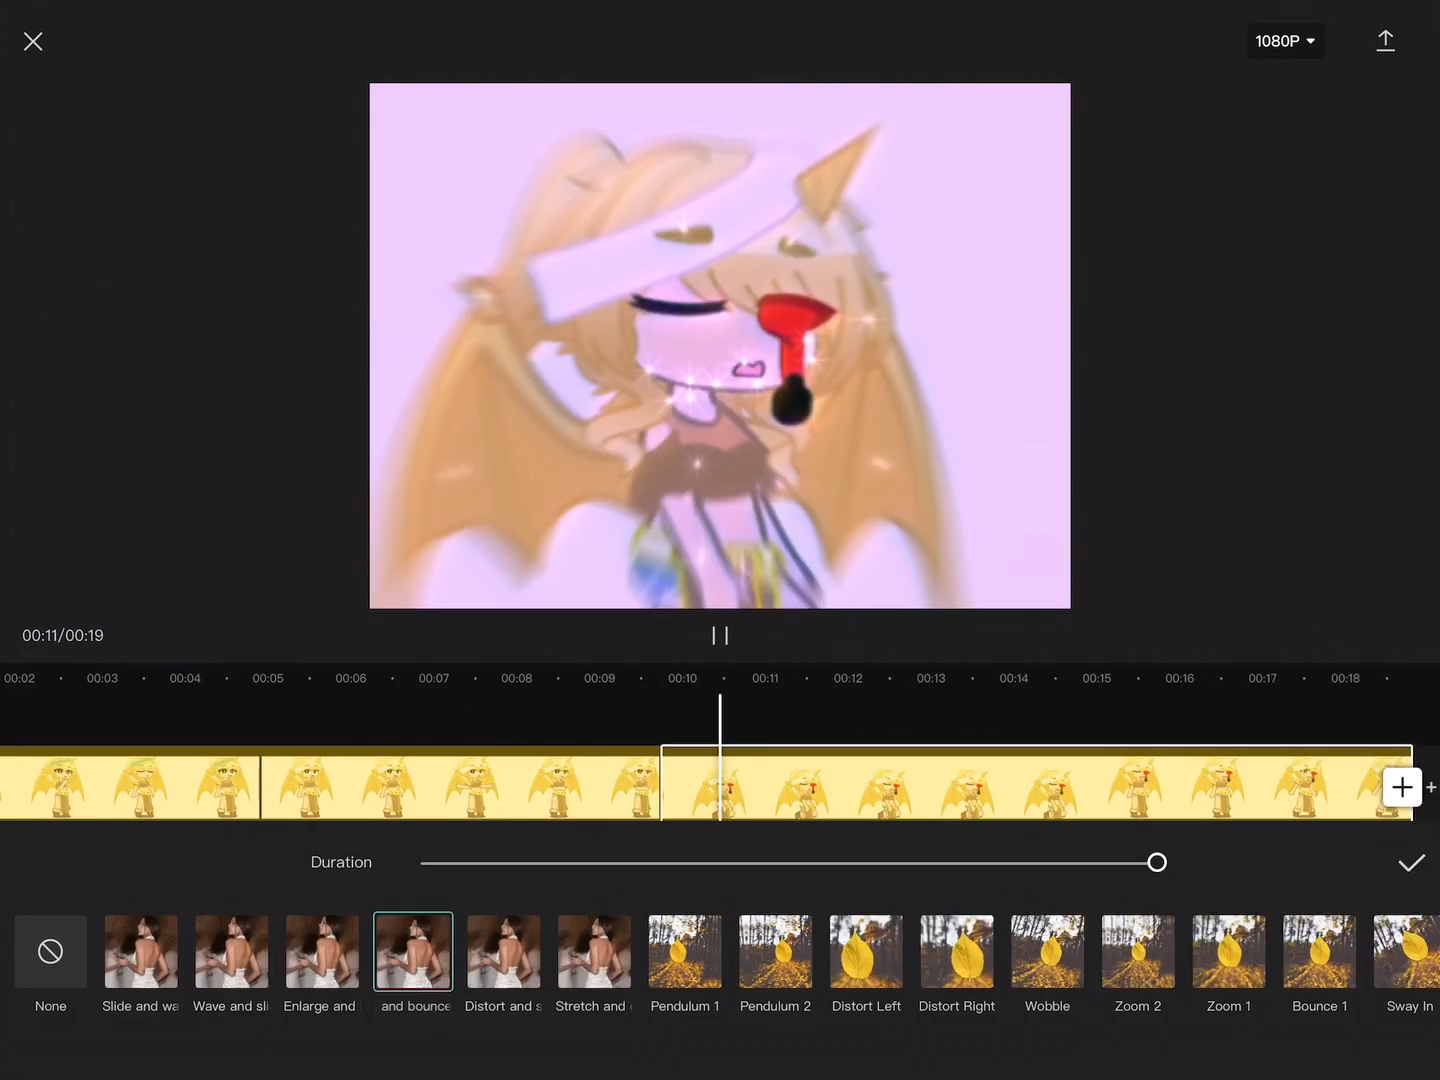 1080P
00:11/00:19
00:02 00:03 00:04 00:05 00:06 00:07 00:08 00:09 00:10 00:11 00:12 00:13 00:14 00:15 00:16 00:17 00:18
Duration
None Slide and wa Wave and sli Enlarge and and bounce Distort and s Stretch and Pendulum 1 Pendulum 2 Distort Left Distort Right Wobble Zoom 2 Zoom 1 Bounce 1 Sway In